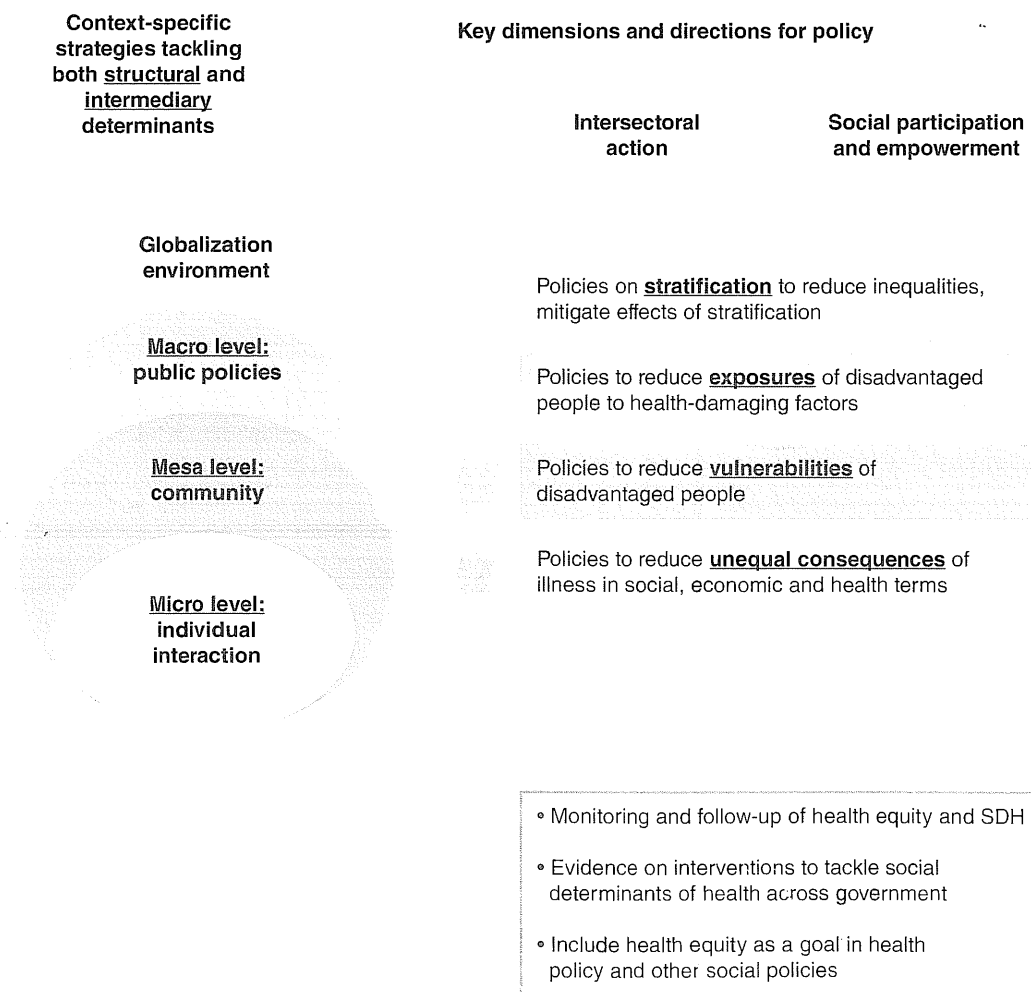 Context-specific
strategies tackling
both structural and
intermediary
determinants
Key dimensions and directions for policy
Intersectoral
action
Social participation
and empowerment
Globalization
environment
Macro level:
public policies
Mesa level:
community
Micro level:
individual
interaction
Policies on stratification to reduce inequalities,
mitigate effects of stratification
Policies to reduce exposures of disadvantaged
people to health-damaging factors
Policies to reduce vulnerabilities of
disadvantaged people
Policies to reduce unequal consequences of
illness in social, economic and health terms
• Monitoring and follow-up of health equity and SDH
• Evidence on interventions to tackle social
determinants of health across government
• Include health equity as a goal in health
policy and other social policies